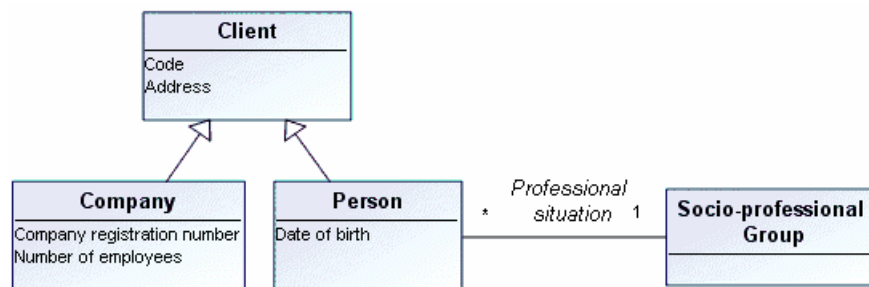 Client
Code
Address
Company
Company registration number
Number of employees
Person
Date of birth
*
Professional
situation
1
Socio-professional
Group